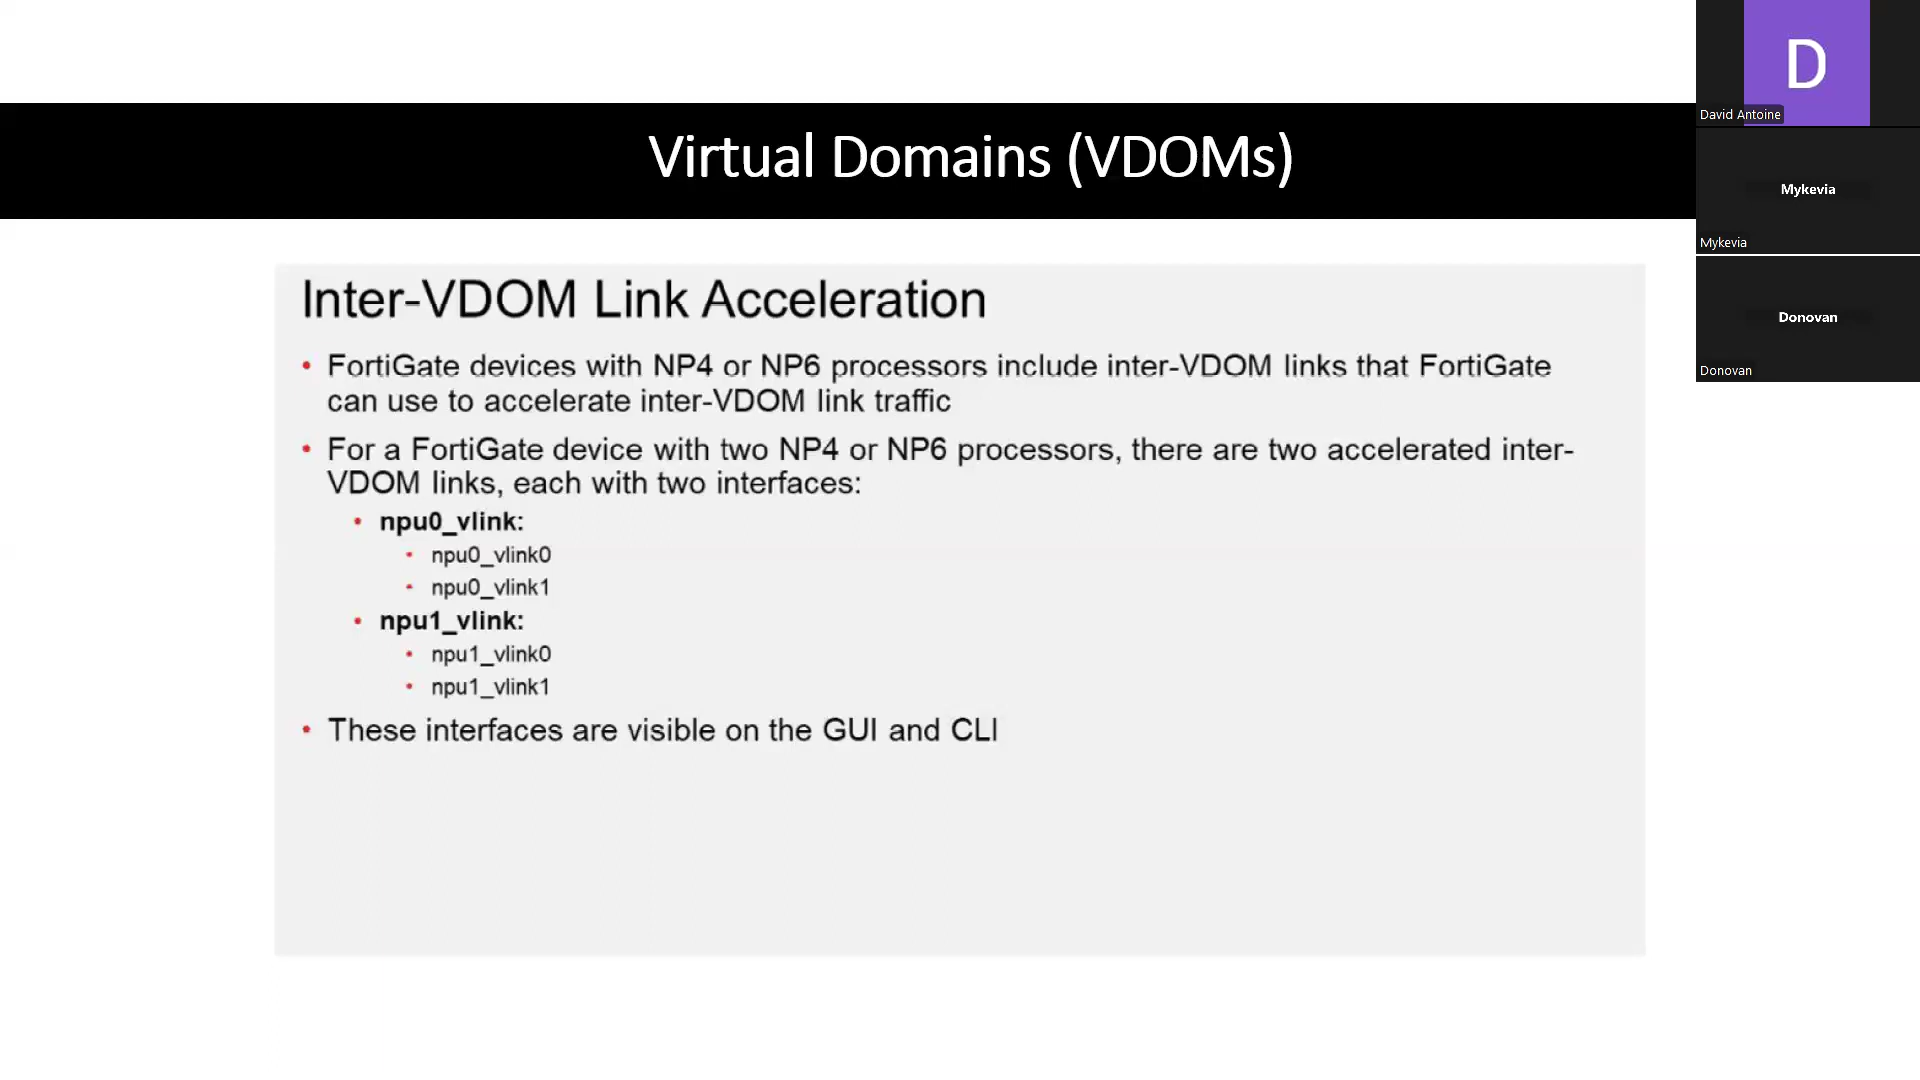 Virtual Domains (VDOMs)
Inter-VDOM Link Acceleration
• FortiGate devices with NP4 or NP6 processors include inter-VDOM links that FortiGate
can use to accelerate inter-VDOM link traffic
• For a FortiGate device with two NP4 or NP6 processors, there are two accelerated inter-
VDOM links, each with two interfaces:
• npu0_vlink:
• npu0_vlink0
• npu0_vlink1
• npu1_vlink:
• npu1_vlink0
• npu1_vlink1
• These interfaces are visible on the GUI and CLI
D
David Antoine
Mykevia
Mykevia
Donovan
Donovan